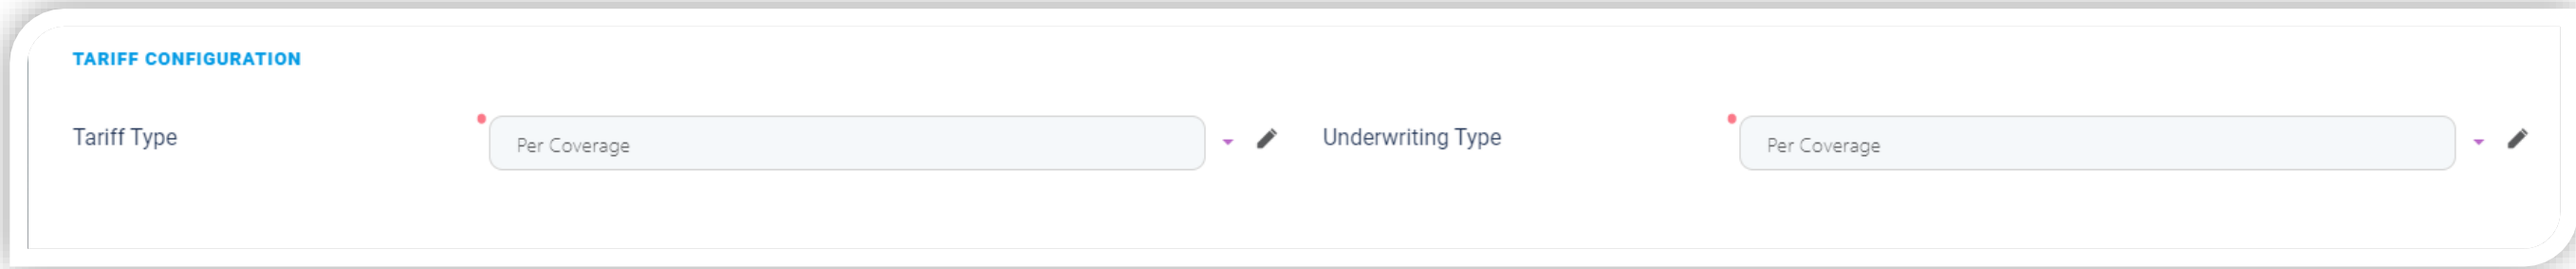 TARIFF CONFIGURATION
Tariff Type Per Coverage Underwriting Type Per Coverage